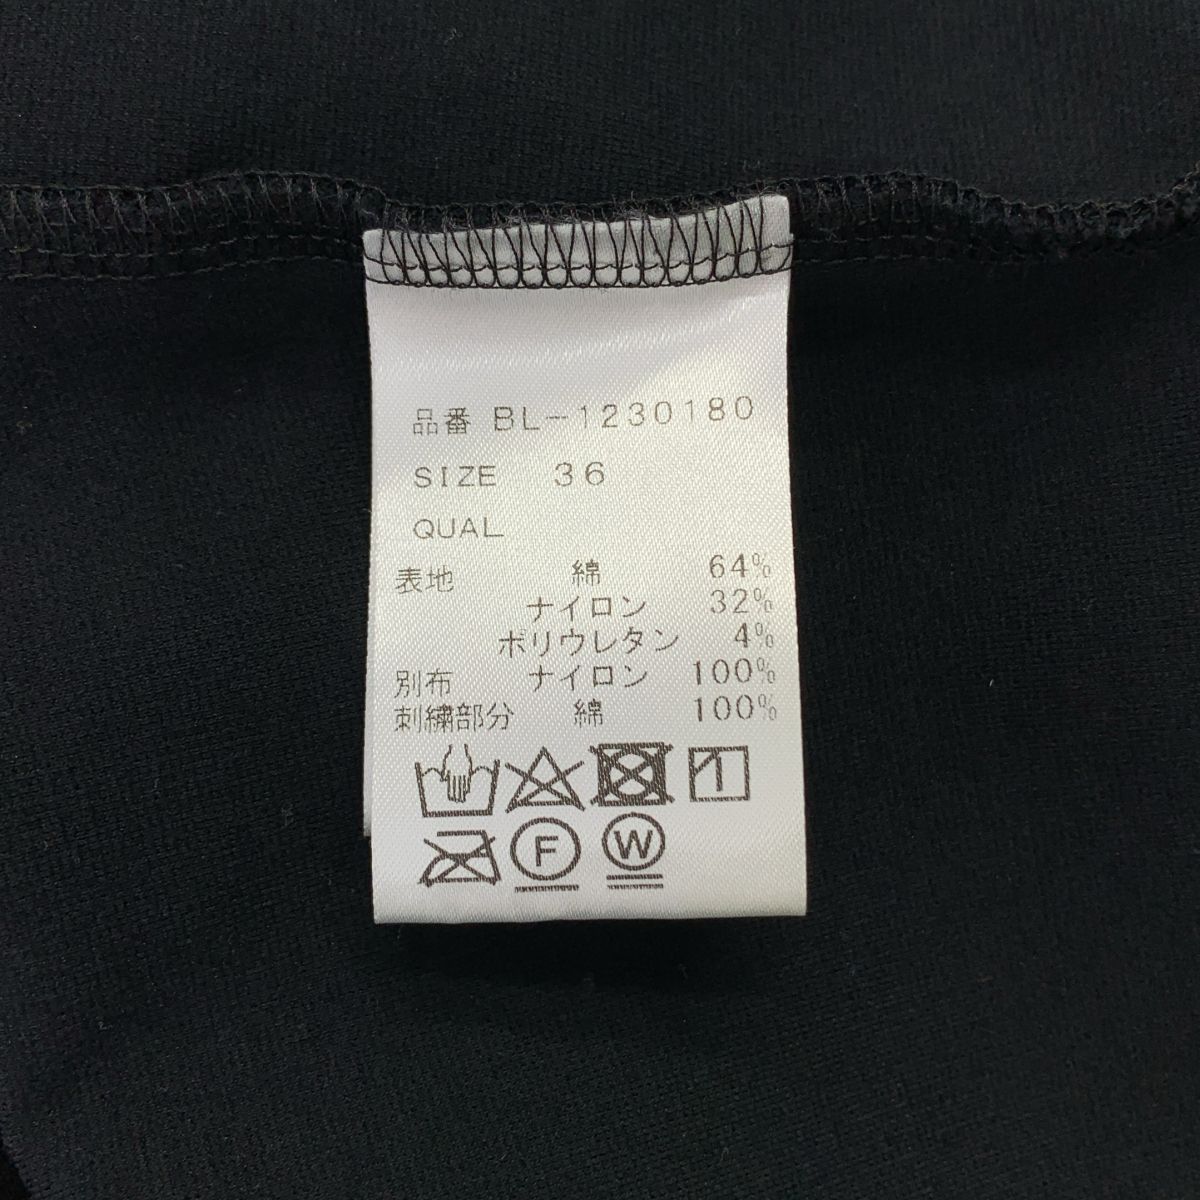 品番 BL-1230180
SIZE 36
QUAL
表地 綿 64%
ナイロン 32%
ポリウレタン 4%
別布 ナイロン 100%
刺繍部分 綿 100%
F W